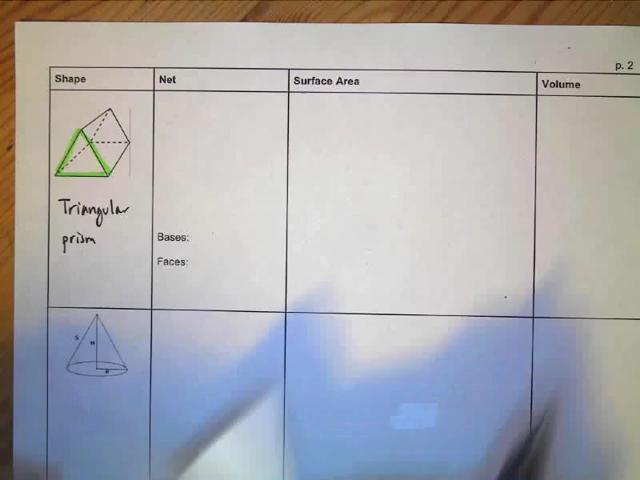 p. 2
Shape Net Surface Area Volume
Triangular
prism
Bases:
Faces:
S H R